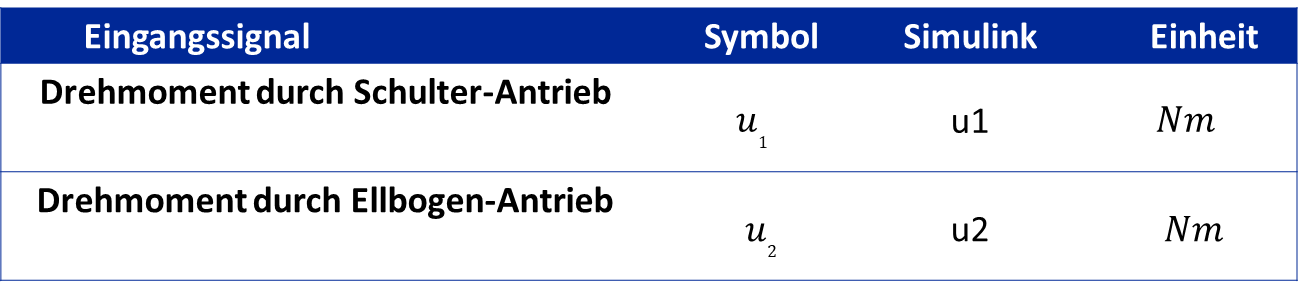 Eingangssignal Symbol Simulink Einheit
Drehmoment durch Schulter-Antrieb u₁ u1 Nm
Drehmoment durch Ellbogen-Antrieb u₂ u2 Nm